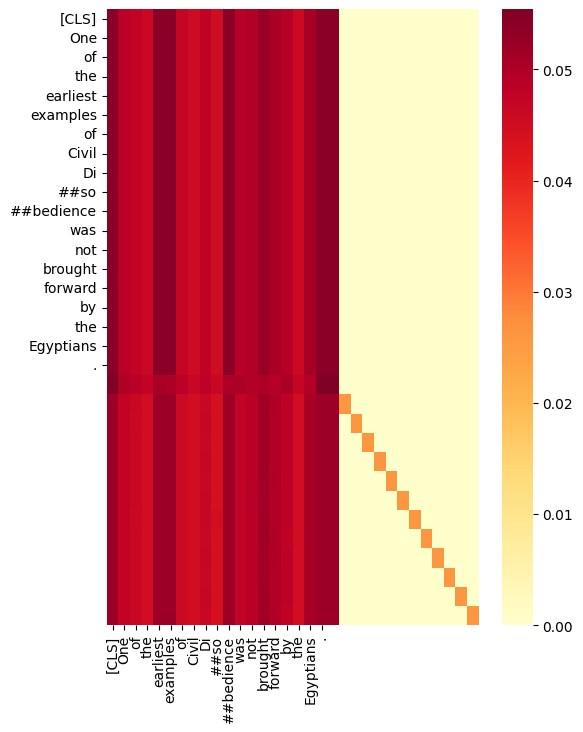 [CLS]
One
of
the
earliest
examples
of
Civil
Di
##so
##bedience
was
not
brought
forward
by
the
Egyptians
.
0.05
0.04
0.03
0.02
0.01
0.00
[CLS]
One
of
the
earliest
examples
of
Civil
Di
##so
##bedience
was
not
brought
forward
by
the
Egyptians
.